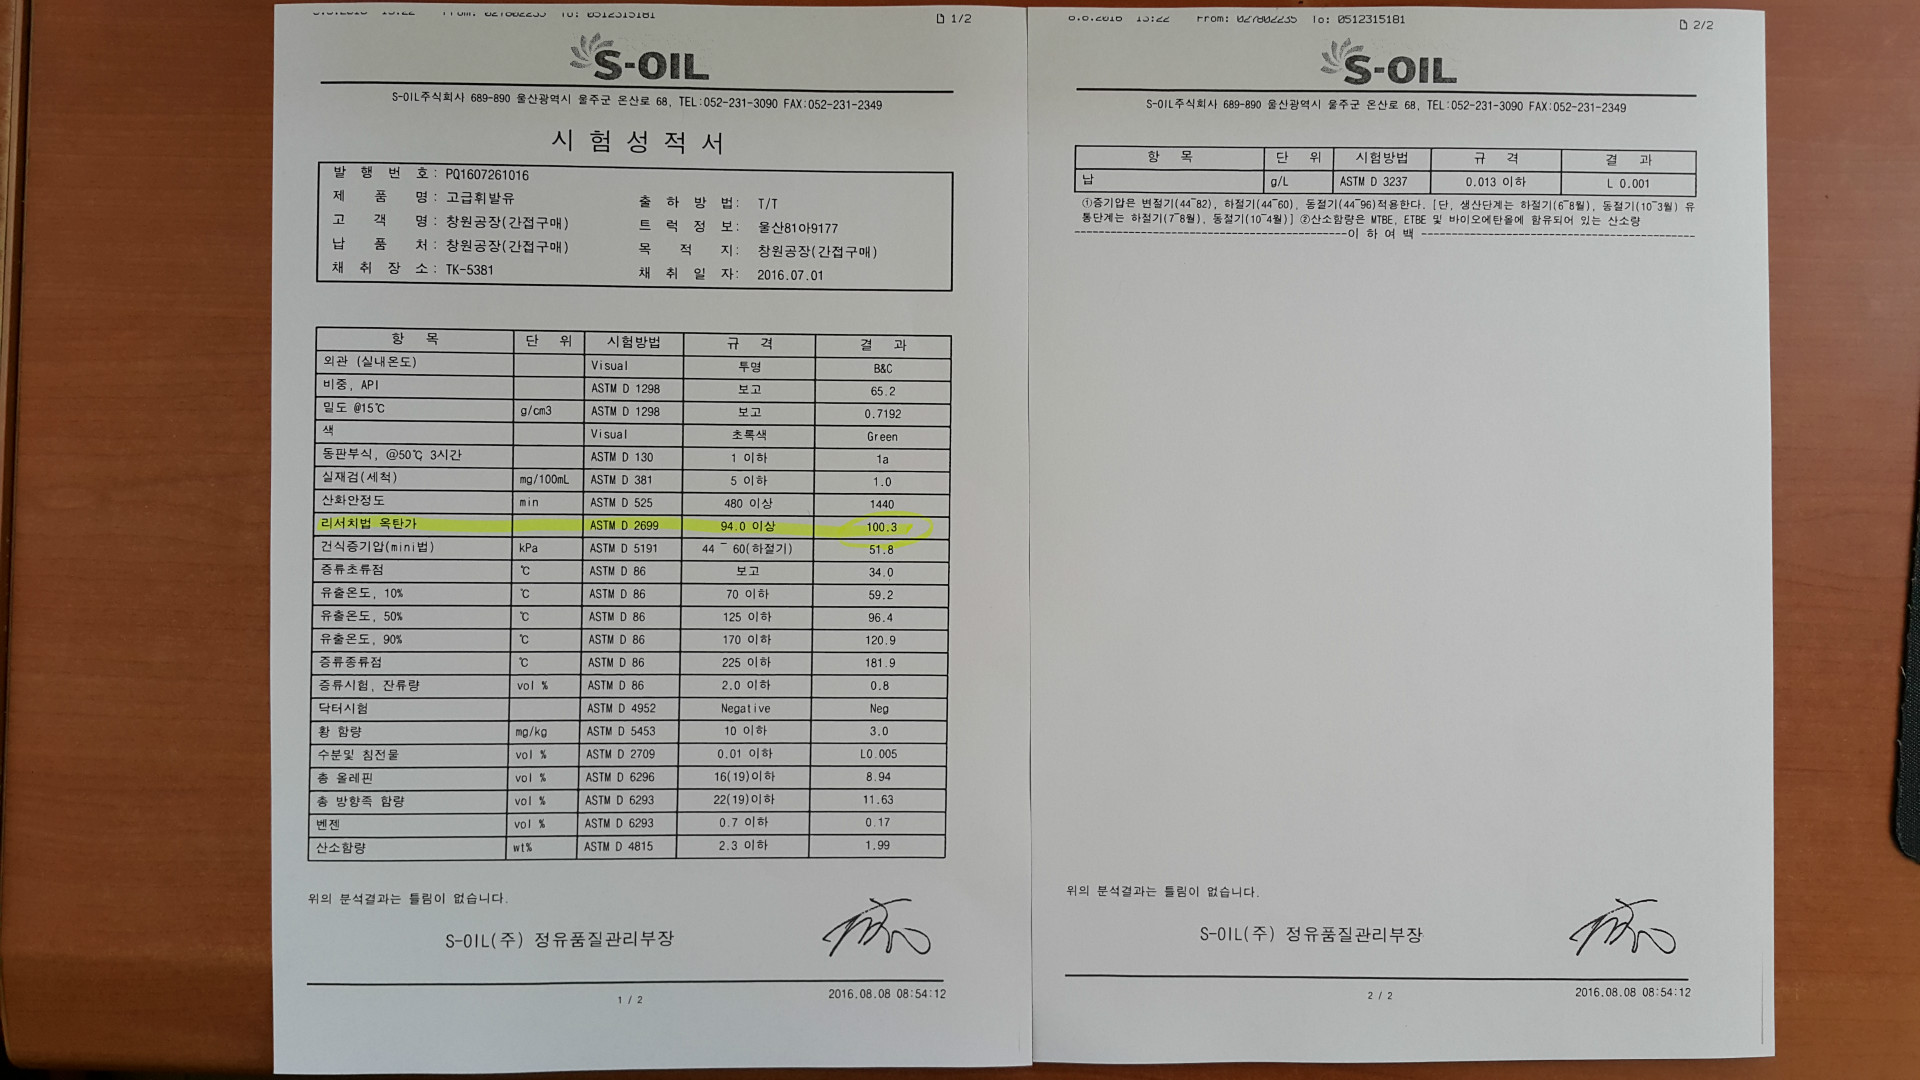 15:22 From: 027802235 To: 0512315181 1/2
S-OIL
S-OIL주식회사 689-890 울산광역시 울주군 온산로 68, TEL:052-231-3090 FAX:052-231-2349
시 험 성 적 서
발 행 번 호: PQ1607261016
제 품 명: 고급휘발유 출 하 방 법: T/T
고 객 명: 창원공장(간접구매) 트 럭 정 보: 울산81아9177
납 품 처: 창원공장(간접구매) 목 적 지: 창원공장(간접구매)
채 취 장 소: TK-5381 채 취 일 자: 2016.07.01
항 목 단 위 시험방법 규 격 결 과
외관 (실내온도) Visual 투명 B&C
비중, API ASTM D 1298 보고 65.2
밀도 @15℃ g/cm3 ASTM D 1298 보고 0.7192
색 Visual 초록색 Green
동판부식, @50℃ 3시간 ASTM D 130 1 이하 1a
실재검(세척) mg/100mL ASTM D 381 5 이하 1.0
산화안정도 min ASTM D 525 480 이상 1440
리서치법 옥탄가 ASTM D 2699 94.0 이상 100.3
건식증기압(mini법) kPa ASTM D 5191 44 ~ 60(하절기) 51.8
증류초류점 ℃ ASTM D 86 보고 34.0
유출온도, 10% ℃ ASTM D 86 70 이하 59.2
유출온도, 50% ℃ ASTM D 86 125 이하 96.4
유출온도, 90% ℃ ASTM D 86 170 이하 120.9
증류종류점 ℃ ASTM D 86 225 이하 181.9
증류시험, 잔류량 vol % ASTM D 86 2.0 이하 0.8
닥터시험 ASTM D 4952 Negative Neg
황 함량 mg/kg ASTM D 5453 10 이하 3.0
수분및 침전물 vol % ASTM D 2709 0.01 이하 L0.005
총 올레핀 vol % ASTM D 6296 16(19)이하 8.94
총 방향족 함량 vol % ASTM D 6293 22(19)이하 11.63
벤젠 vol % ASTM D 6293 0.7 이하 0.17
산소함량 wt% ASTM D 4815 2.3 이하 1.99
위의 분석결과는 틀림이 없습니다.
S-OIL(주) 정유품질관리부장
1 / 2
2016.08.08 08:54:12
15:22 From: 027802235 To: 0512315181 2/2
S-OIL
S-OIL주식회사 689-890 울산광역시 울주군 온산로 68, TEL:052-231-3090 FAX:052-231-2349
항 목 단 위 시험방법 규 격 결 과
납 g/L ASTM D 3237 0.013 이하 L 0.001
①증기압은 변절기(44~82), 하절기(44~60), 동절기(44~96)적용한다. [단, 생산단계는 하절기(6~8월), 동절기(10~3월) 유
통단계는 하절기(7~8월), 동절기(10~4월)] ②산소함량은 MTBE, ETBE 및 바이오에탄올에 함유되어 있는 산소량
이 하 여 백
위의 분석결과는 틀림이 없습니다.
S-OIL(주) 정유품질관리부장
2 / 2
2016.08.08 08:54:12